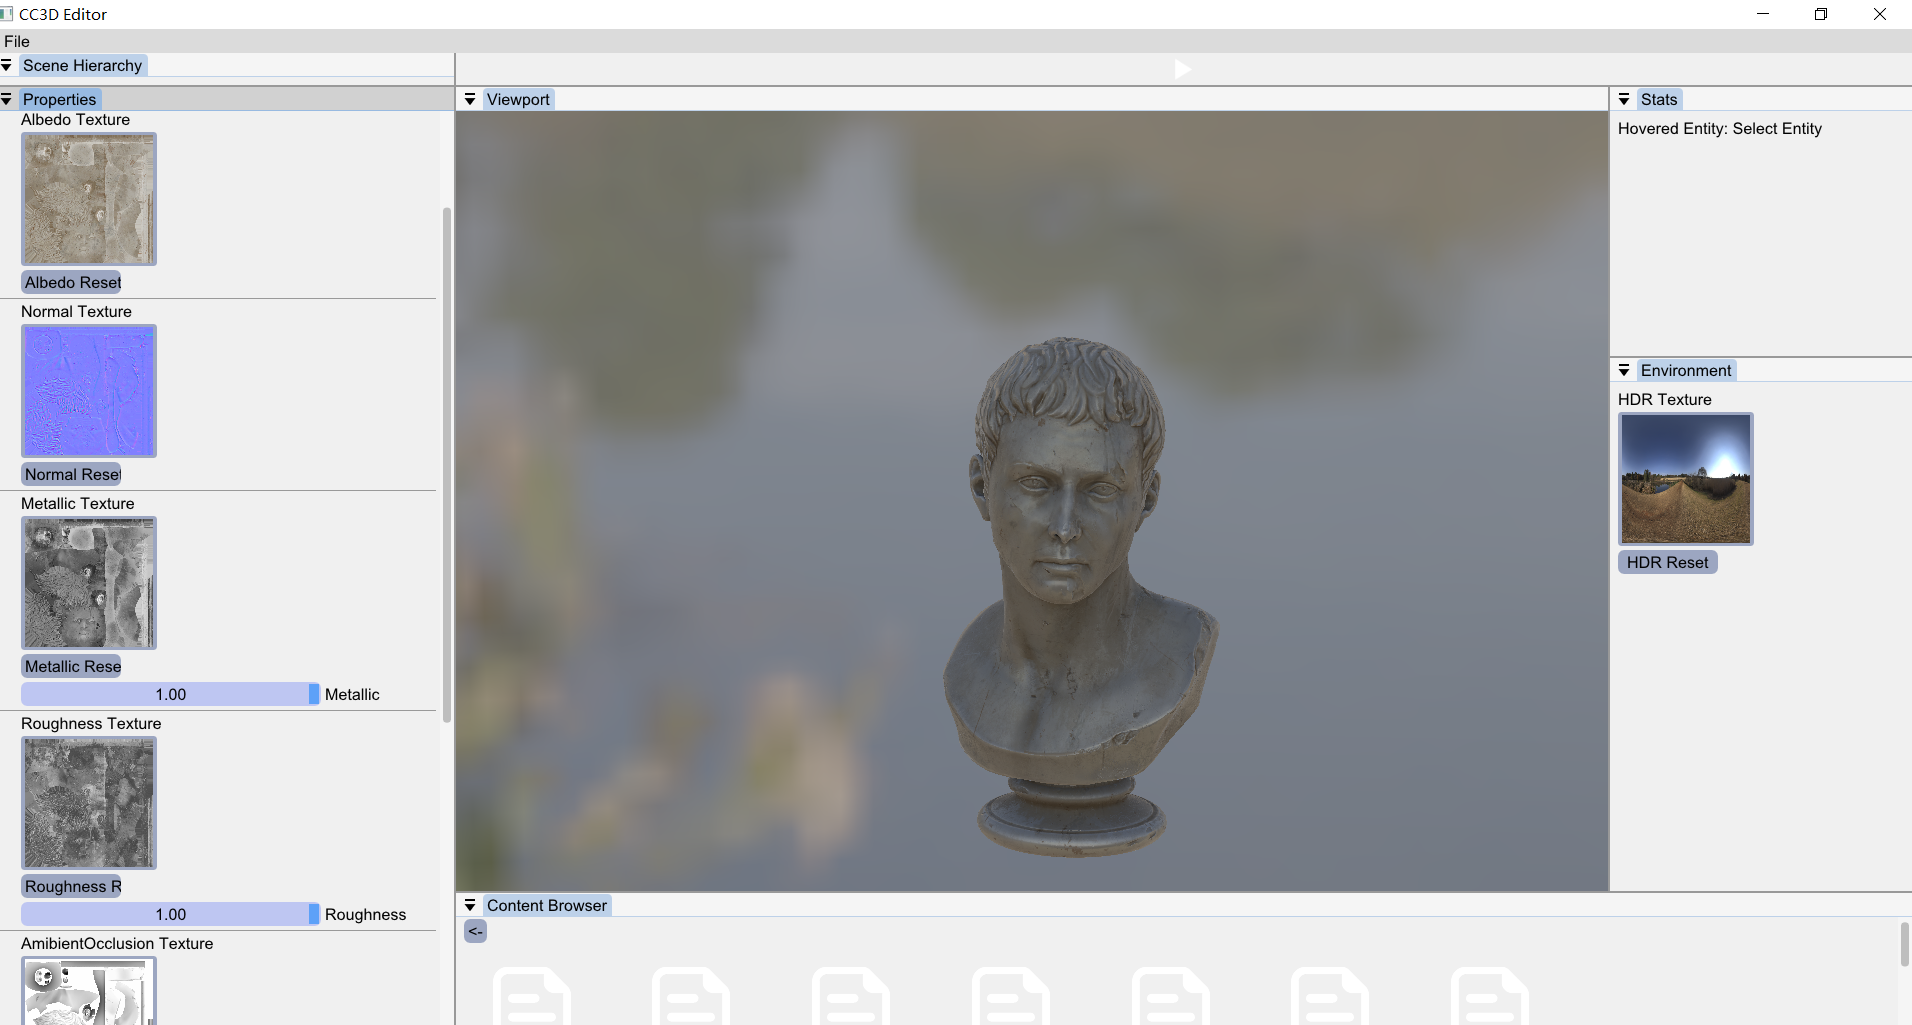 CC3D Editor
File
Scene Hierarchy
Properties
Albedo Texture
Albedo Reset
Normal Texture
Normal Rese
Metallic Texture
Metallic Rese
1.00 Metallic
Roughness Texture
Roughness R
1.00 Roughness
AmibientOcclusion Texture
Viewport
Stats
Hovered Entity: Select Entity
Environment
HDR Texture
HDR Reset
Content Browser
<-